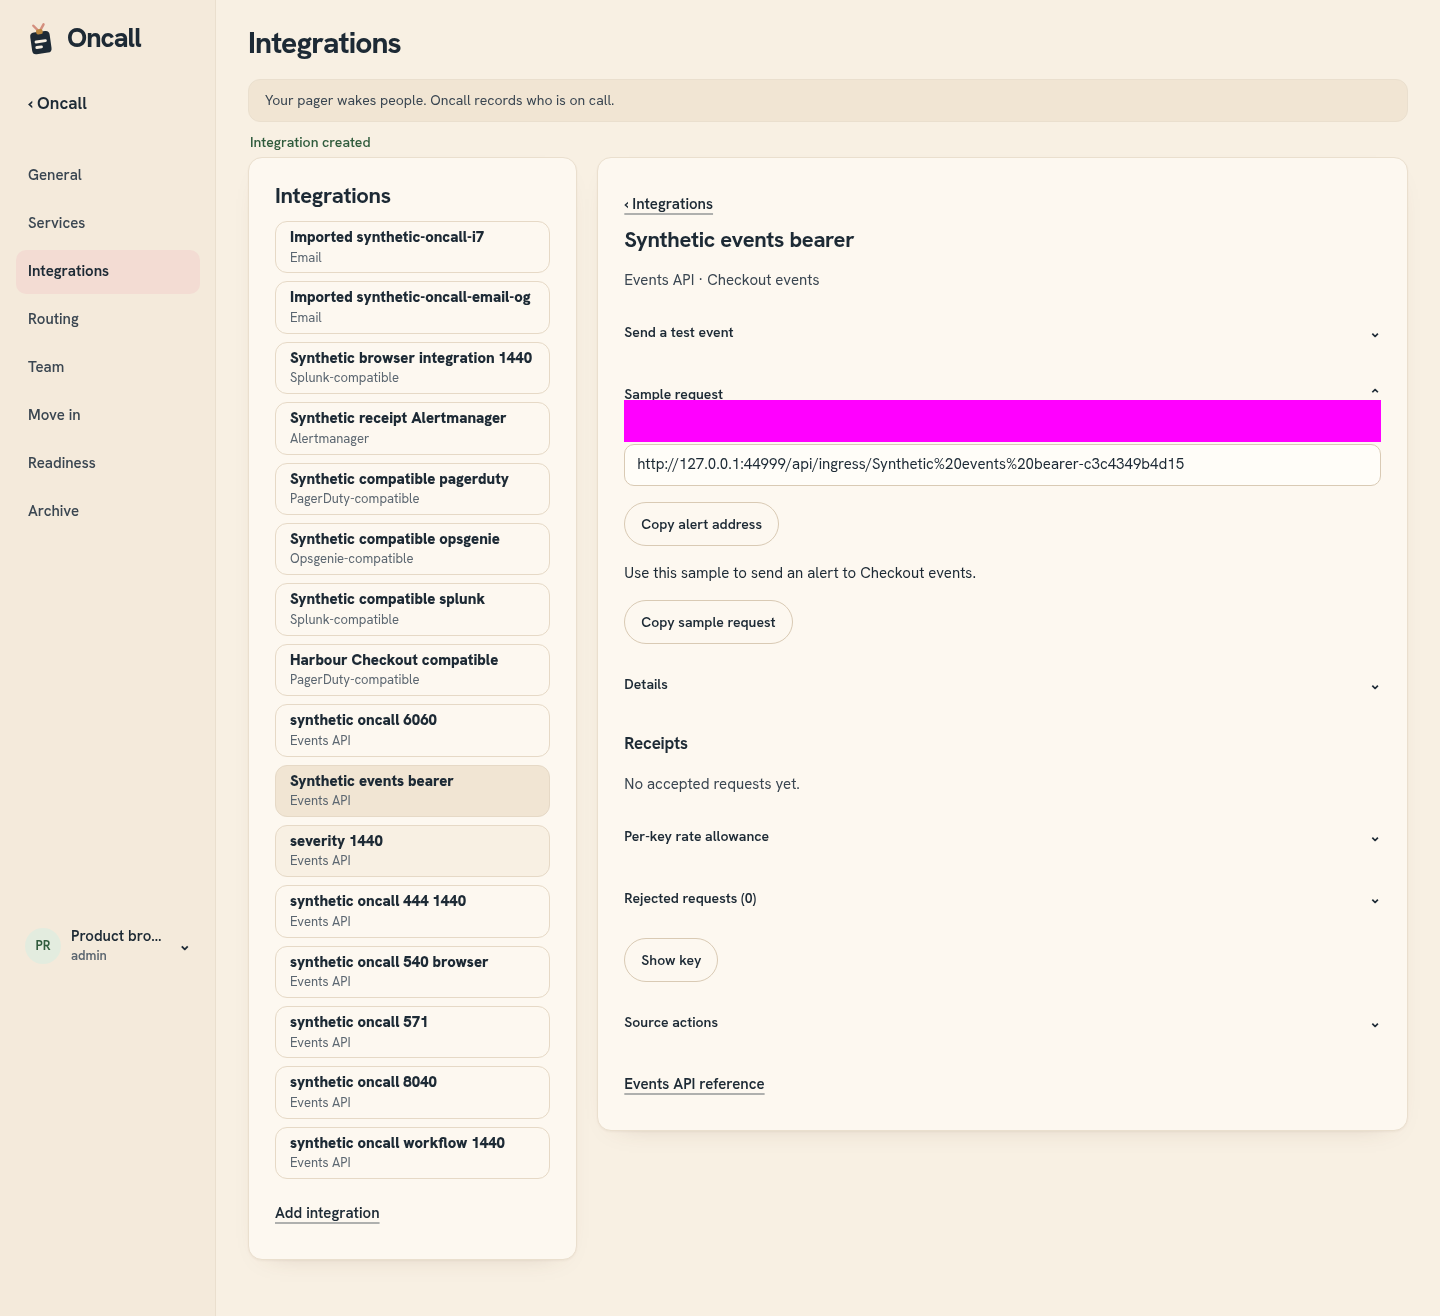 Oncall
‹ Oncall
General
Services
Integrations
Routing
Team
Move in
Readiness
Archive
PR
Product bro...
admin
Integrations
Your pager wakes people. Oncall records who is on call.
Integration created
Integrations
Imported synthetic-oncall-i7
Email
Imported synthetic-oncall-email-og
Email
Synthetic browser integration 1440
Splunk-compatible
Synthetic receipt Alertmanager
Alertmanager
Synthetic compatible pagerduty
PagerDuty-compatible
Synthetic compatible opsgenie
Opsgenie-compatible
Synthetic compatible splunk
Splunk-compatible
Harbour Checkout compatible
PagerDuty-compatible
synthetic oncall 6060
Events API
Synthetic events bearer
Events API
severity 1440
Events API
synthetic oncall 444 1440
Events API
synthetic oncall 540 browser
Events API
synthetic oncall 571
Events API
synthetic oncall 8040
Events API
synthetic oncall workflow 1440
Events API
Add integration
‹ Integrations
Synthetic events bearer
Events API · Checkout events
Send a test event
Sample request
http://127.0.0.1:44999/api/ingress/Synthetic%20events%20bearer-c3c4349b4d15
Copy alert address
Use this sample to send an alert to Checkout events.
Copy sample request
Details
Receipts
No accepted requests yet.
Per-key rate allowance
Rejected requests (0)
Show key
Source actions
Events API reference